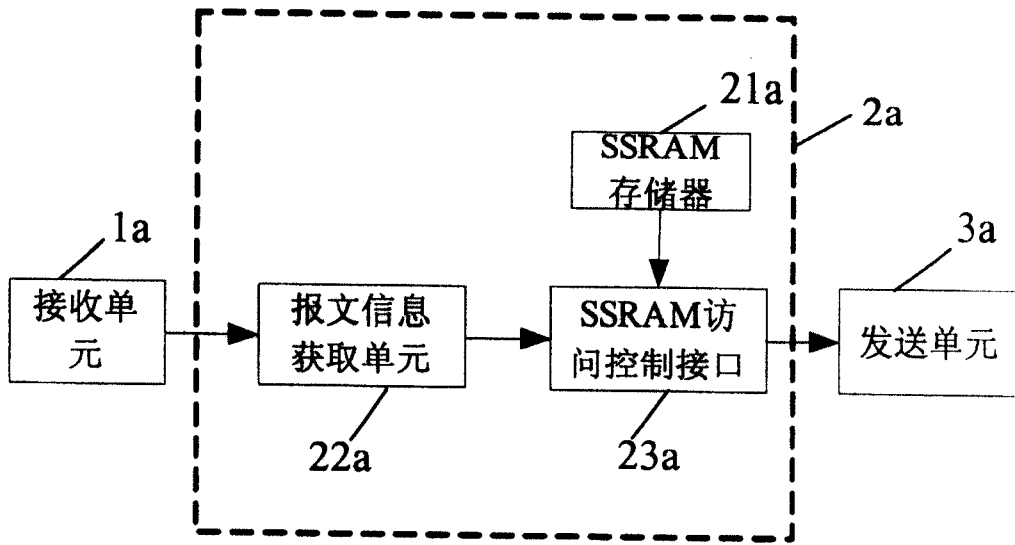 21a
2a
SSRAM
存储器
1a
3a
接收单
元
报文信息
获取单元
SSRAM访
问控制接口
发送单元
22a
23a